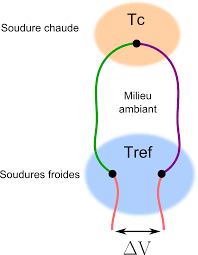 Tc
Soudure chaude
Milieu
ambiant
Tref
Soudures froides
ΔV